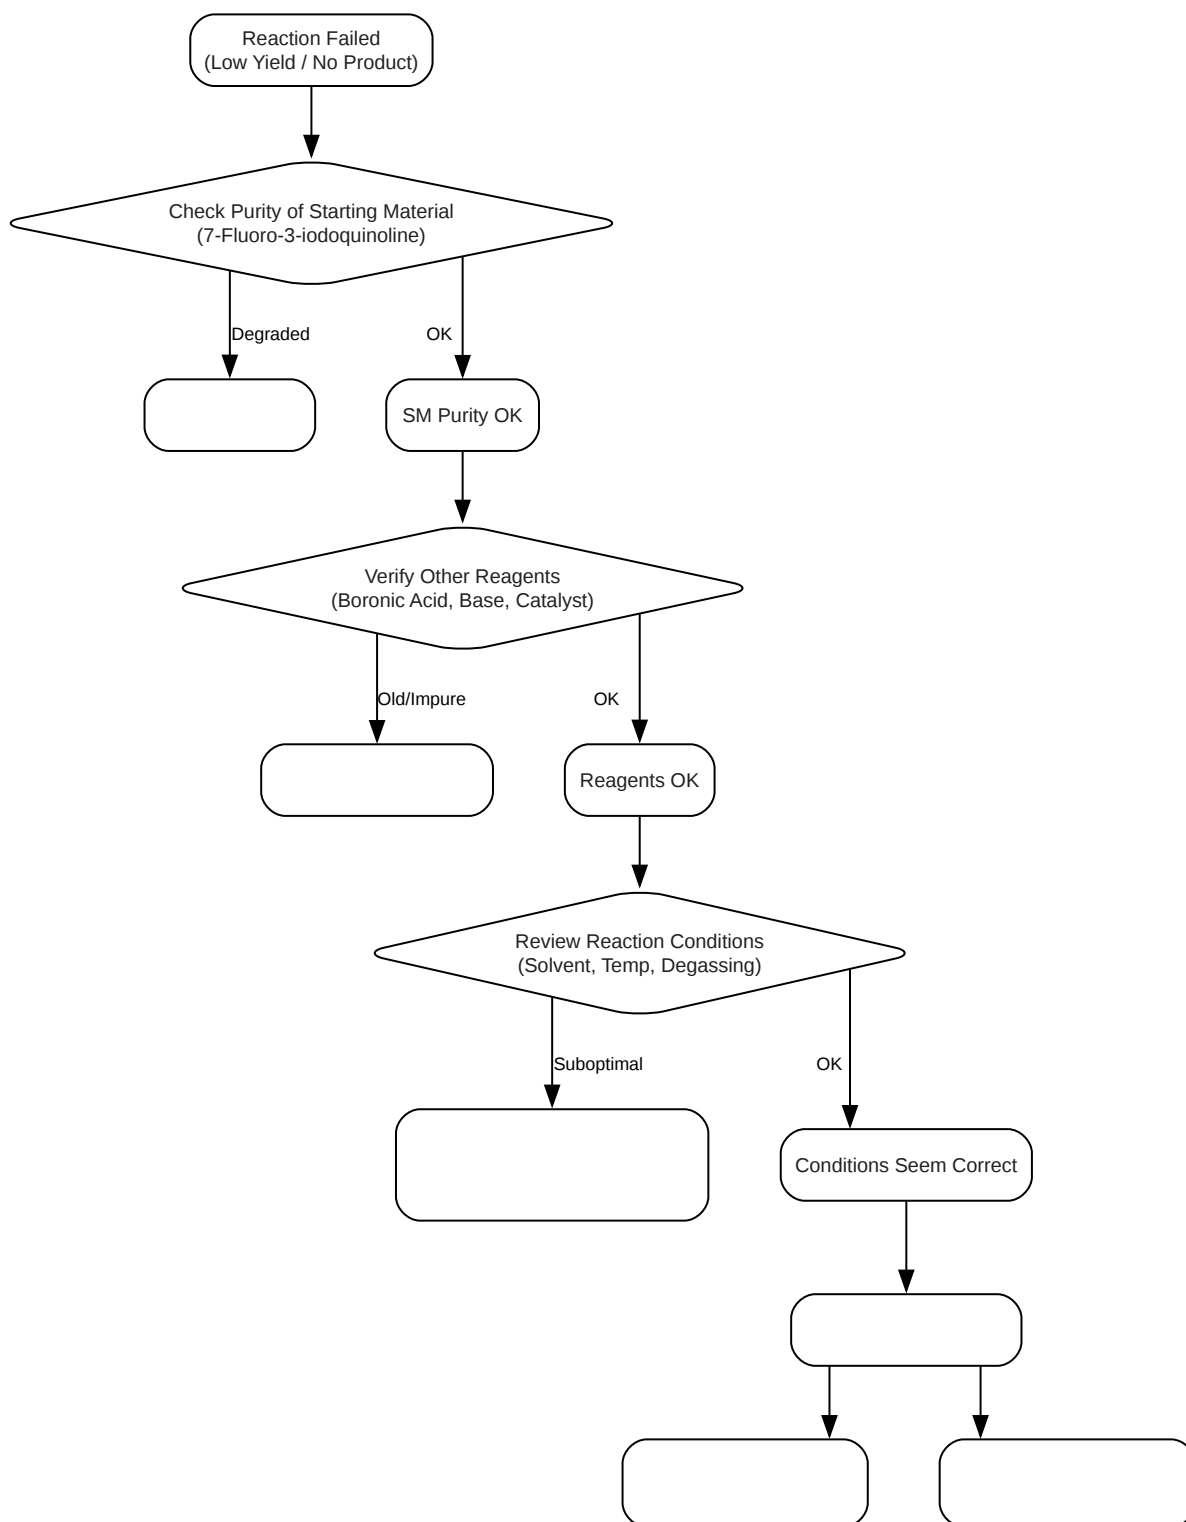 Reaction Failed
(Low Yield / No Product)
Check Purity of Starting Material
(7-Fluoro-3-iodoquinoline)
Degraded
OK
SM Purity OK
Verify Other Reagents
(Boronic Acid, Base, Catalyst)
Old/Impure
OK
Reagents OK
Review Reaction Conditions
(Solvent, Temp, Degassing)
Suboptimal
OK
Conditions Seem Correct